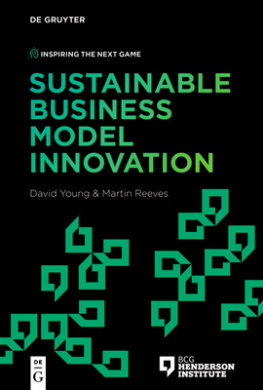 DE GRUYTER
INSPIRING THE NEXT GAME
SUSTAINABLE
BUSINESS
MODEL
INNOVATION
David Young & Martin Reeves
DE
G
BCG
HENDERSON
INSTITUTE